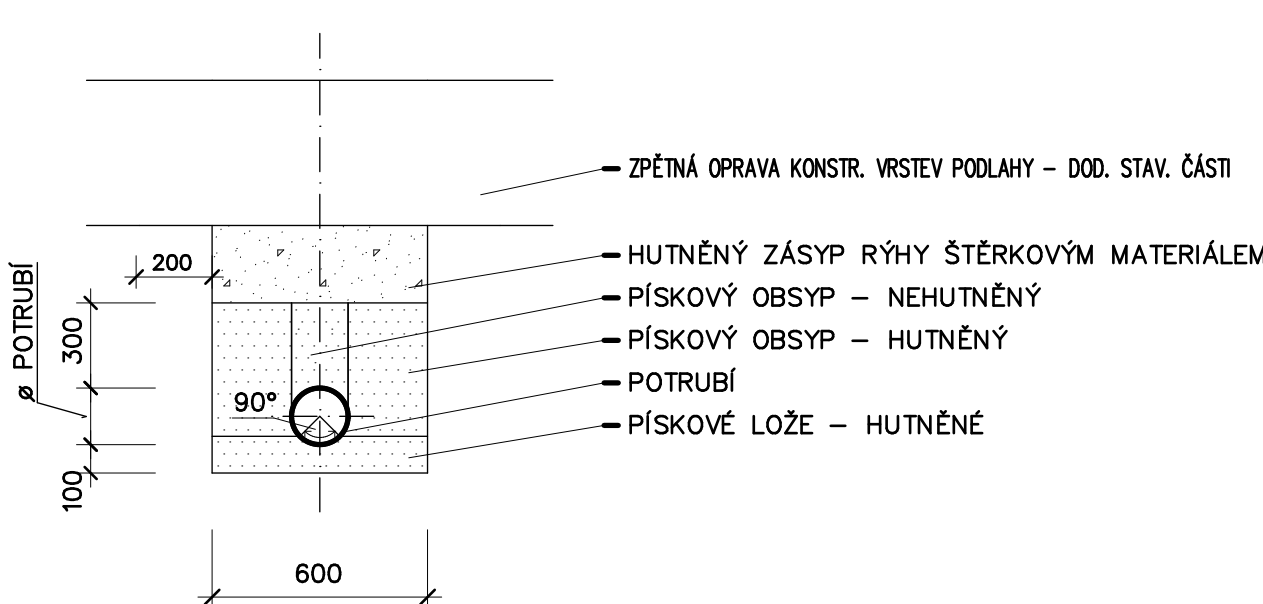 ZPĚTNÁ OPRAVA KONSTR. VRSTEV PODLAHY – DOD. STAV. ČÁSTI
HUTNĚNÝ ZÁSYP RÝHY ŠTĚRKOVÝM MATERIÁLEM
PÍSKOVÝ OBSYP – NEHUTNĚNÝ
PÍSKOVÝ OBSYP – HUTNĚNÝ
POTRUBÍ
PÍSKOVÉ LOŽE – HUTNĚNÉ
200
ø POTRUBÍ
300
90°
100
600